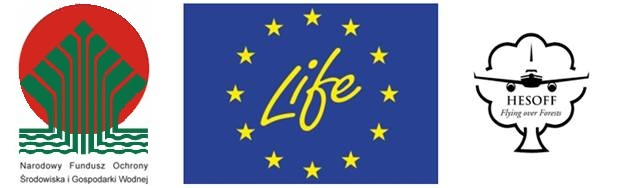 Narodowy Fundusz Ochrony
Środowiska i Gospodarki Wodnej
Life
HESOFF
Flying over Forests